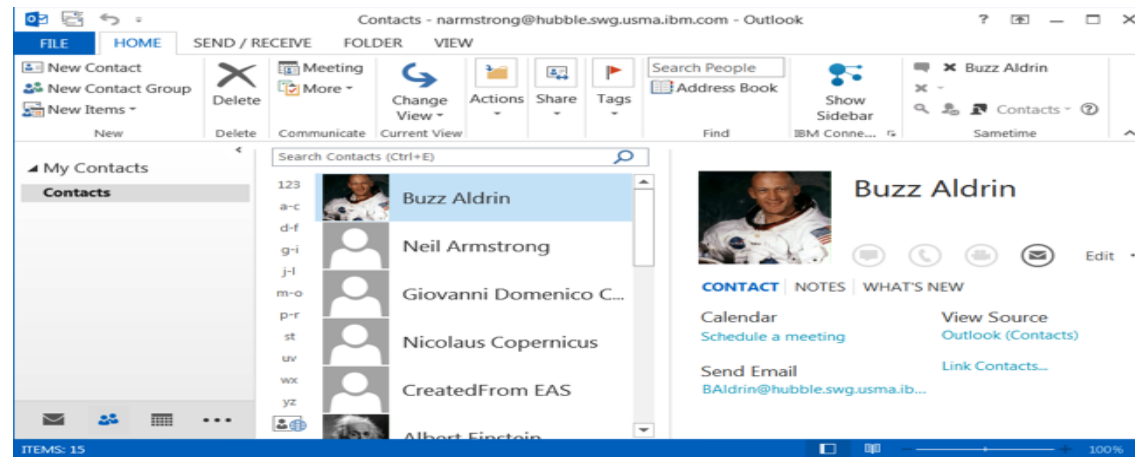 Contacts - narmstrong@hubble.swg.usma.ibm.com - Outlook
FILE HOME SEND / RECEIVE FOLDER VIEW
New Contact
New Contact Group
New Items
New
Delete
Delete
Meeting
More
Communicate
Change View
Current View
Actions
Share
Tags
Search People
Address Book
Find
Show Sidebar
IBM Conne...
Buzz Aldrin
Contacts
Sametime
My Contacts
Contacts
Search Contacts (Ctrl+E)
123
a-c
d-f
g-i
j-l
m-o
p-r
st
uv
wx
yz
Buzz Aldrin
Neil Armstrong
Giovanni Domenico C...
Nicolaus Copernicus
CreatedFrom EAS
Albert Einstein
Buzz Aldrin
Edit
CONTACT NOTES WHAT'S NEW
Calendar
Schedule a meeting
View Source
Outlook (Contacts)
Send Email
BAldrin@hubble.swg.usma.ib...
Link Contacts...
ITEMS: 15
100%